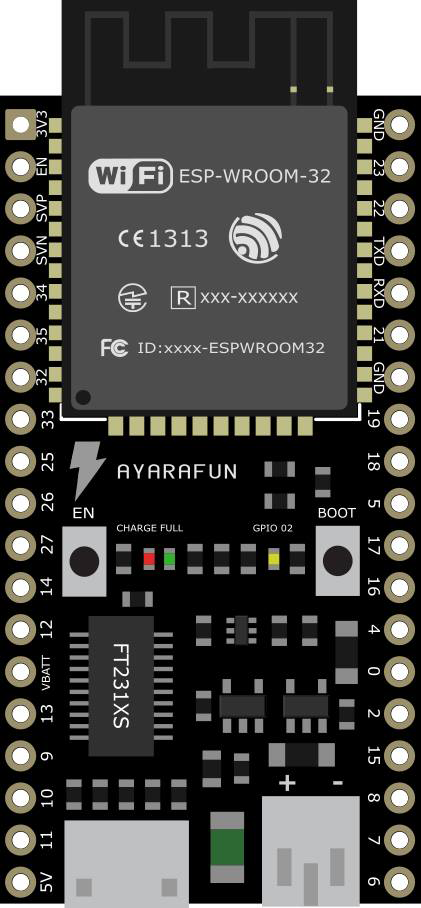 3V3
EN
SVP
SVN
34
35
32
33
25
26
27
14
12
VBATT
13
9
10
11
5V
WiFi ESP-WROOM-32
CE1313
R xxx-xxxxxx
FC ID:xxxx-ESPWROOM32
AYARAFUN
EN
CHARGE FULL
GPIO 02
BOOT
FT231XS
+ -
GND
23
22
TXD
RXD
21
GND
19
18
5
17
16
4
0
2
15
8
7
6